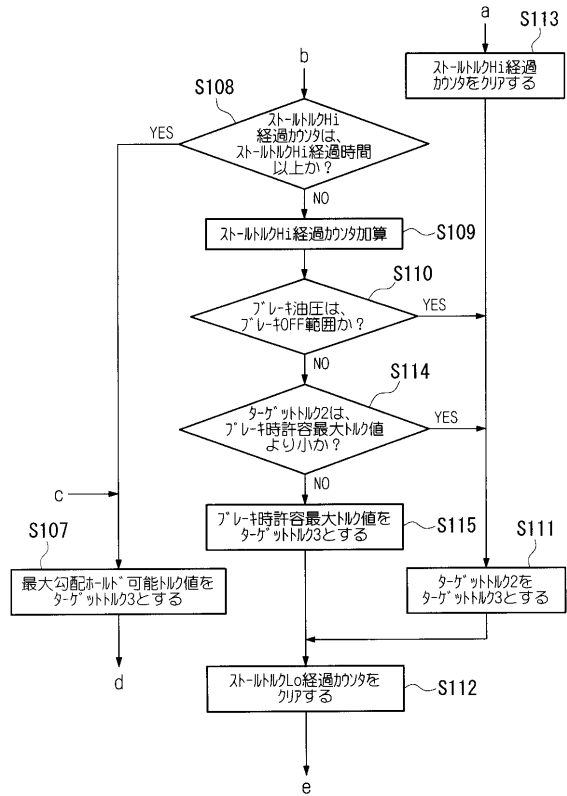 a
S113
ｽﾄｰﾙﾄﾙｸHi経過
ｶｳﾝﾀをｸﾘｱする
b
S108
ｽﾄｰﾙﾄﾙｸHi
経過ｶｳﾝﾀは、
ｽﾄｰﾙﾄﾙｸHi経過時間
以上か？
YES
NO
ｽﾄｰﾙﾄﾙｸHi経過ｶｳﾝﾀ加算
S109
S110
ﾌﾞﾚｰｷ油圧は、
ﾌﾞﾚｰｷOFF範囲か？
YES
NO
S114
ﾀｰｹﾞｯﾄﾄﾙｸ2は、
ﾌﾞﾚｰｷ時許容最大ﾄﾙｸ値
より小か？
YES
NO
c
S107
最大勾配ﾎｰﾙﾄﾞ可能ﾄﾙｸ値を
ﾀｰｹﾞｯﾄﾄﾙｸ3とする
d
ﾌﾞﾚｰｷ時許容最大ﾄﾙｸ値を
ﾀｰｹﾞｯﾄﾄﾙｸ3とする
S115
S111
ﾀｰｹﾞｯﾄﾄﾙｸ2を
ﾀｰｹﾞｯﾄﾄﾙｸ3とする
ｽﾄｰﾙﾄﾙｸLo経過ｶｳﾝﾀを
ｸﾘｱする
S112
e